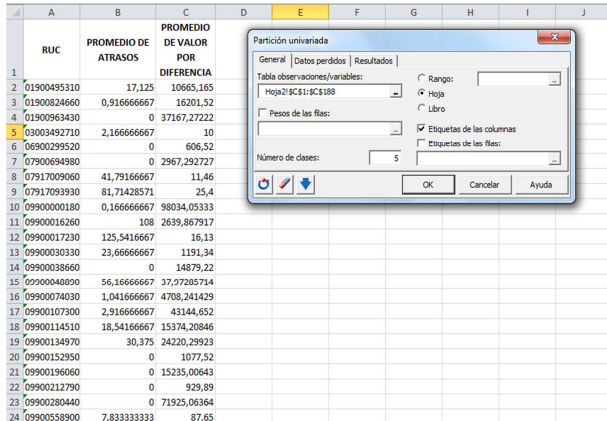 A B C D E F G H I J
1 RUC PROMEDIO DE ATRASOS PROMEDIO DE VALOR POR DIFERENCIA
2 01900495310 17,125 10665,165
3 01900824660 0,916666667 16201,52
4 01900963430 0 37167,27222
5 03003492710 2,166666667 10
6 06900299520 0 606,52
7 07900694980 0 2967,292727
8 07917009060 41,79166667 11,46
9 07917093930 81,71428571 25,4
10 09900000180 0,166666667 98034,05333
11 09900016260 108 2639,867917
12 09900017230 125,5416667 16,13
13 09900030330 23,66666667 1191,34
14 09900038660 0 14879,22
15 09900048890 56,16666667 37,97285714
16 09900074030 1,041666667 4708,241429
17 09900107300 2,916666667 43144,652
18 09900114510 18,54166667 15374,20846
19 09900134970 30,375 24220,29923
20 09900152950 0 1077,52
21 09900196060 0 15235,00643
22 09900212790 0 929,89
23 09900280440 0 71925,06364
24 09900558900 7,833333333 87,65
Partición univariada
General Datos perdidos Resultados
Tabla observaciones/variables:
Hoja2!$C$1:$C$188
Pesos de las filas:
Número de clases: 5
Rango:
Hoja
Libro
Etiquetas de las columnas
Etiquetas de las filas:
OK Cancelar Ayuda